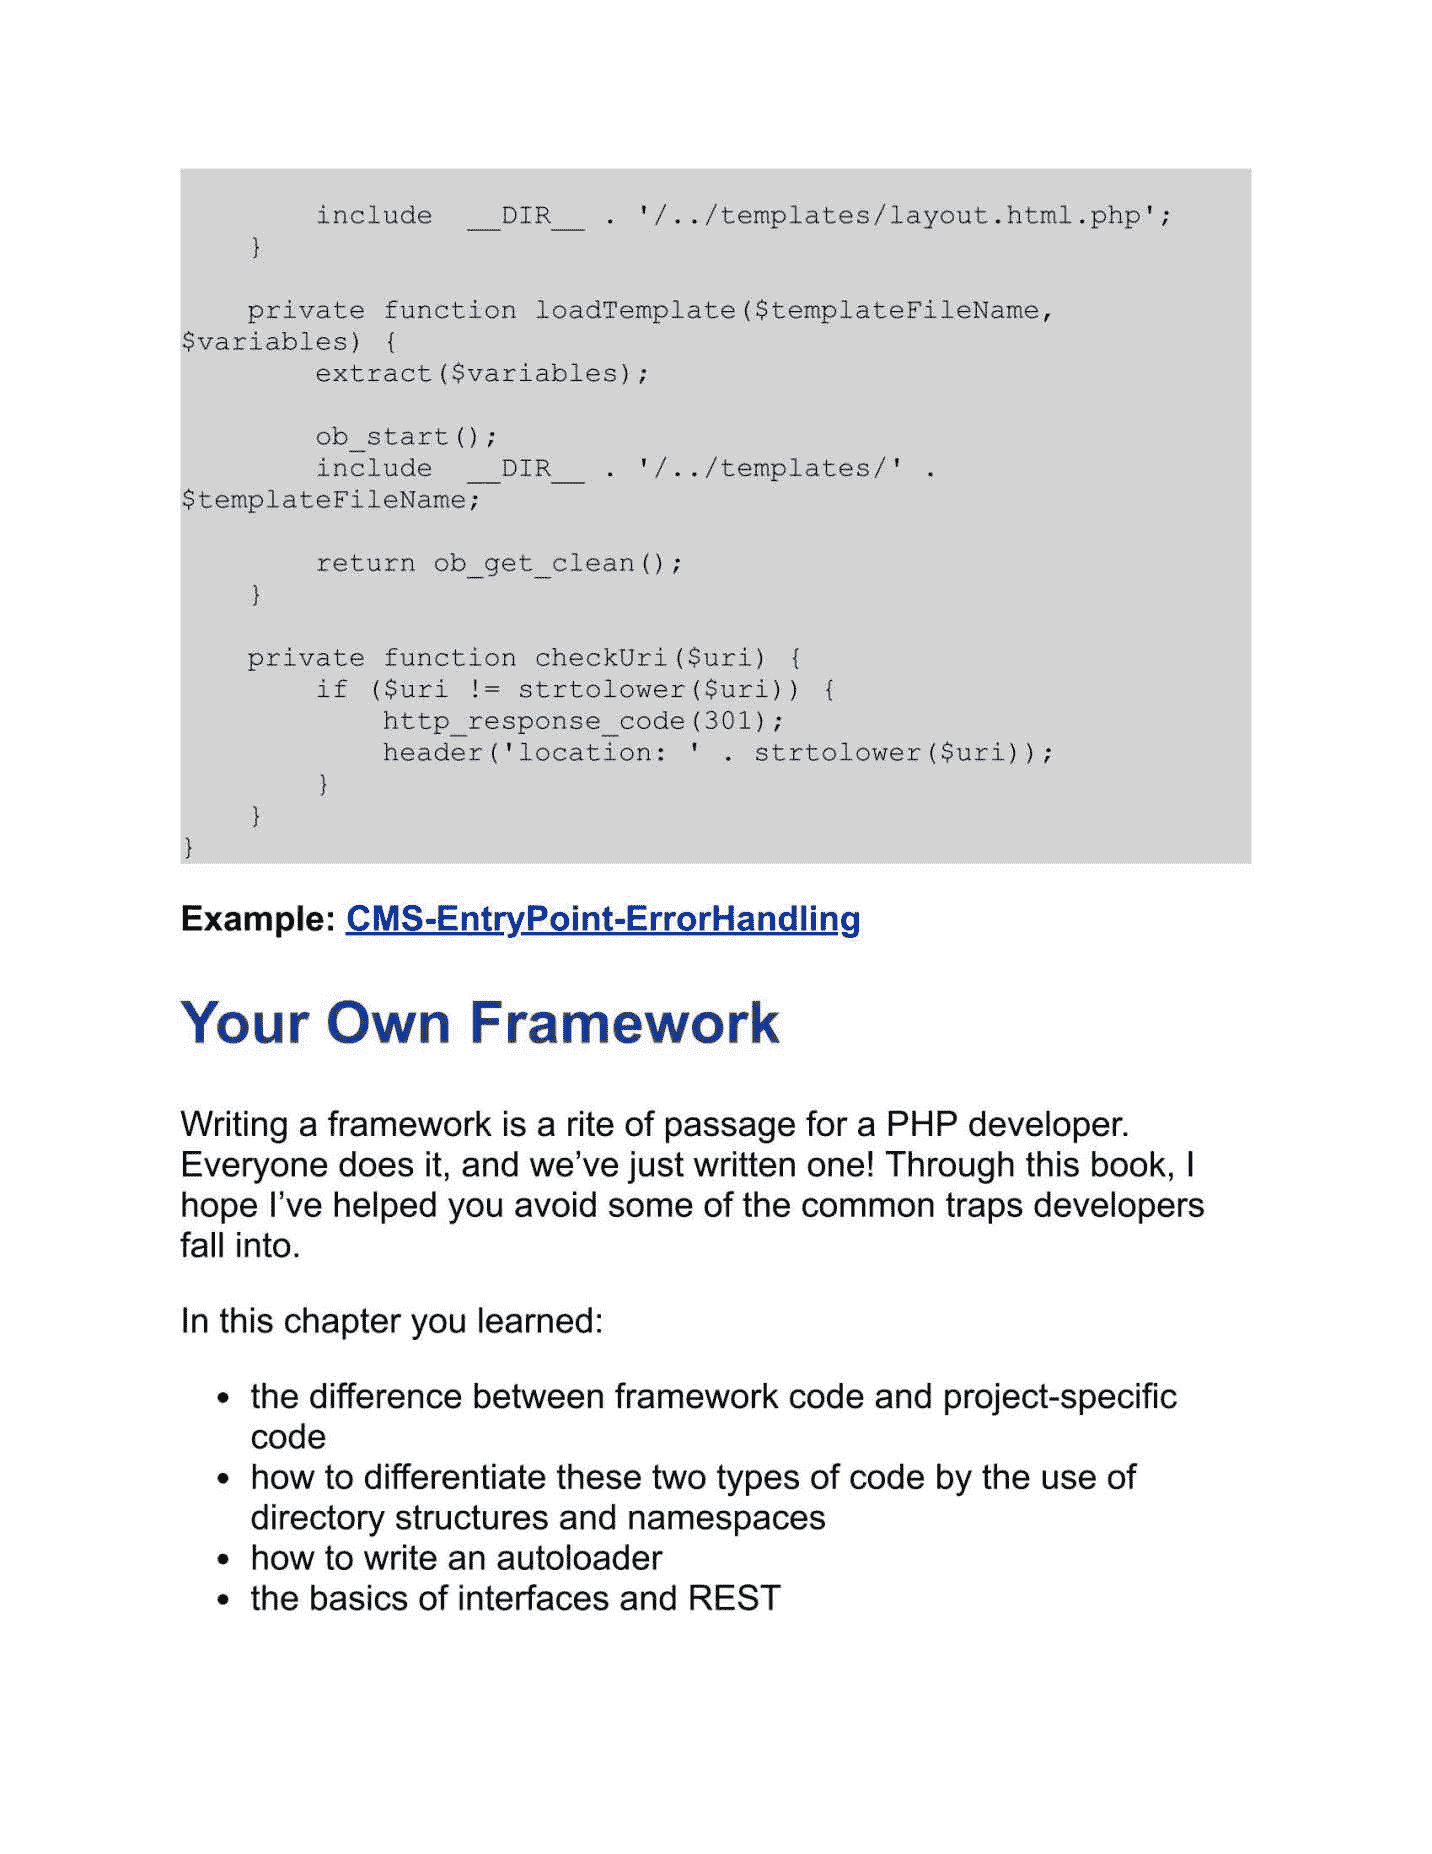 include  __DIR__ . '/../templates/layout.html.php';
}
private function loadTemplate($templateFileName,
$variables) {
extract($variables);
ob_start();
include  __DIR__ . '/../templates/' .
$templateFileName;
return ob_get_clean();
}
private function checkUri($uri) {
if ($uri != strtolower($uri)) {
http_response_code(301);
header('location: ' . strtolower($uri));
}
}
}
Example: CMS-EntryPoint-ErrorHandling
Your Own Framework
Writing a framework is a rite of passage for a PHP developer.
Everyone does it, and we’ve just written one! Through this book, I
hope I’ve helped you avoid some of the common traps developers
fall into.
In this chapter you learned:
• the difference between framework code and project-specific
code
• how to differentiate these two types of code by the use of
directory structures and namespaces
• how to write an autoloader
• the basics of interfaces and REST